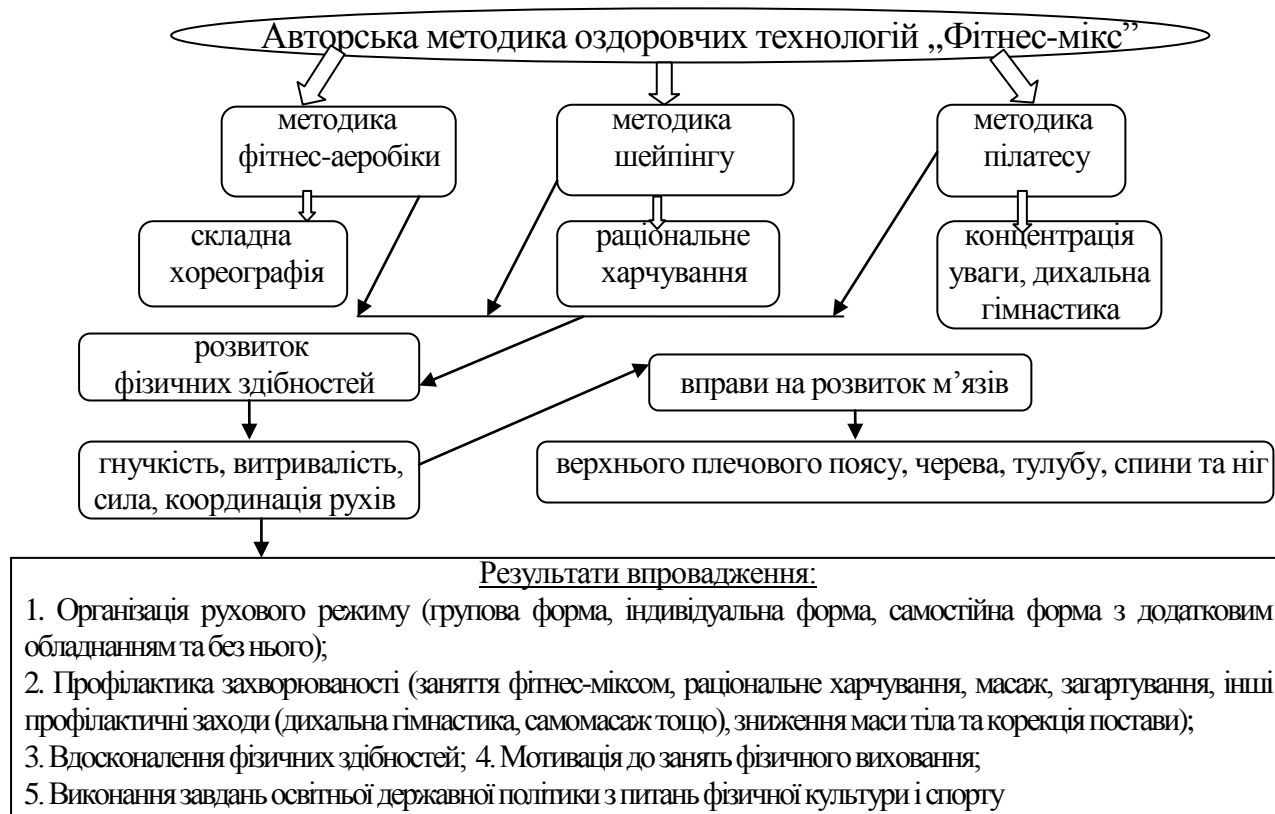 Авторська методика оздоровчих технологій „Фітнес-мікс”
методика
фітнес-аеробіки
методика
шейпінгу
методика
пілатесу
складна
хореографія
раціональне
харчування
концентрація
уваги, дихальна
гімнастика
розвиток
фізичних здібностей
вправи на розвиток м’язів
гнучкість, витривалість,
сила, координація рухів
верхнього плечового поясу, черева, тулубу, спини та ніг
Результати впровадження:
1. Організація рухового режиму (групова форма, індивідуальна форма, самостійна форма з додатковим
обладнанням та без нього);
2. Профілактика захворюваності (заняття фітнес-міксом, раціональне харчування, масаж, загартування, інші
профілактичні заходи (дихальна гімнастика, самомасаж тощо), зниження маси тіла та корекція постави);
3. Вдосконалення фізичних здібностей; 4. Мотивація до занять фізичного виховання;
5. Виконання завдань освітньої державної політики з питань фізичної культури і спорту